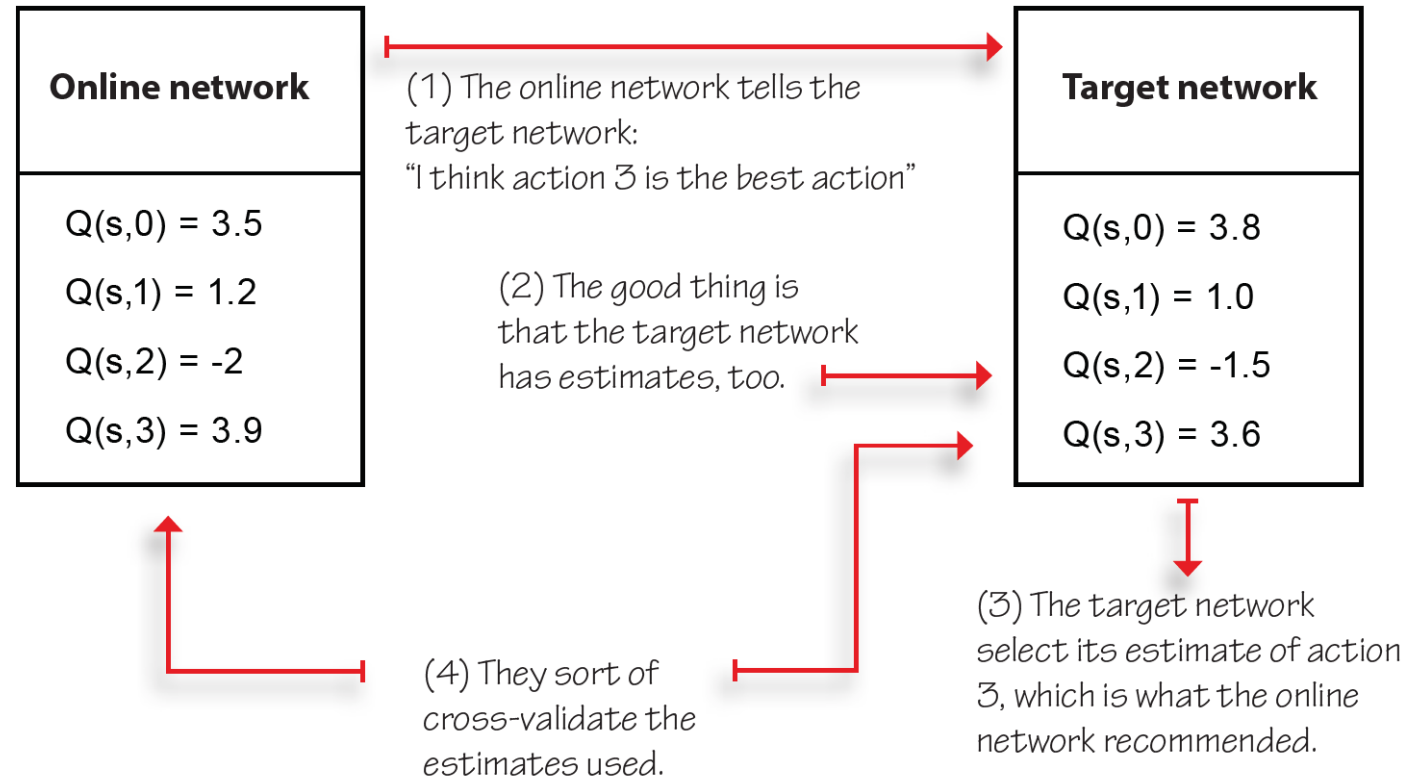 Online network
Q(s,0) = 3.5
Q(s,1) = 1.2
Q(s,2) = -2
Q(s,3) = 3.9
(1) The online network tells the
target network:
“I think action 3 is the best action”
(2) The good thing is
that the target network
has estimates, too.
Target network
Q(s,0) = 3.8
Q(s,1) = 1.0
Q(s,2) = -1.5
Q(s,3) = 3.6
(3) The target network
select its estimate of action
3, which is what the online
network recommended.
(4) They sort of
cross-validate the
estimates used.